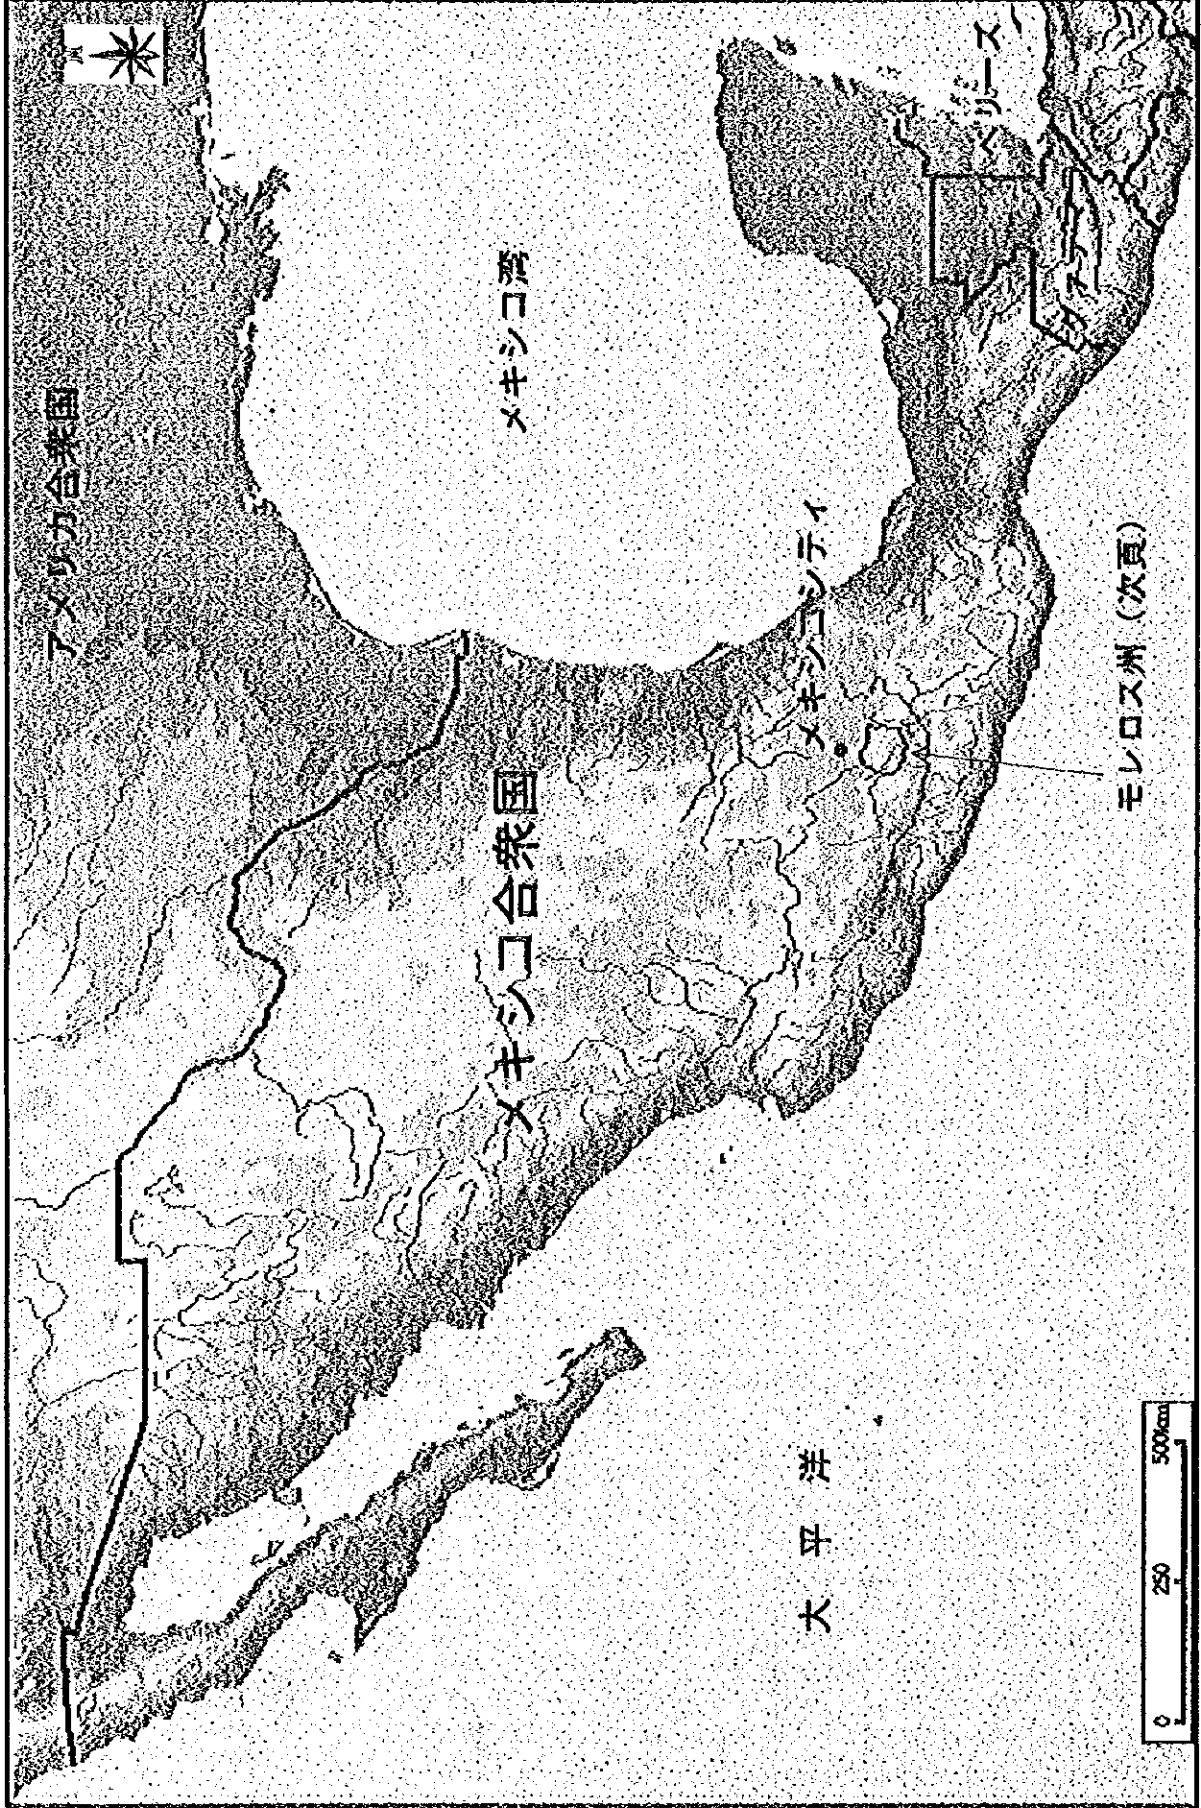 アメリカ合衆国
メキシコ湾
メキシコ合衆国
メキシコシティ
ベリーズ
モレロス州 (次頁)
大 平 洋
0 250 500km